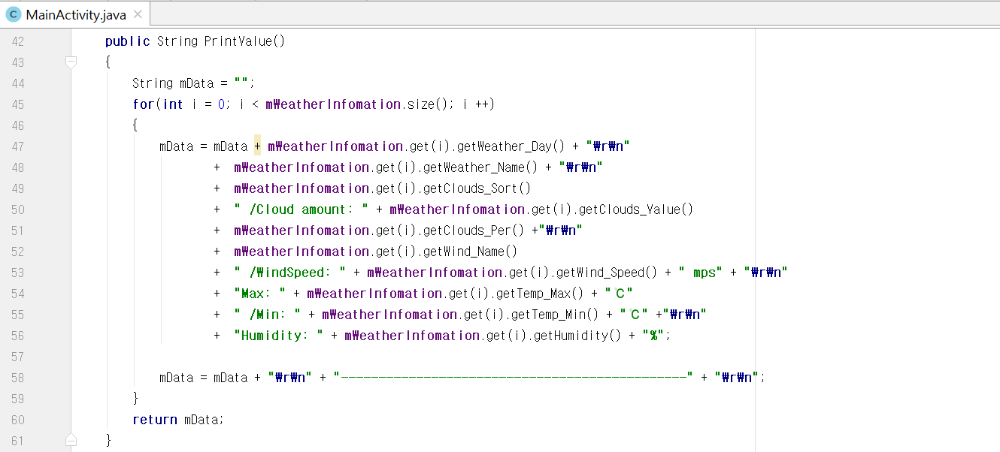 C MainActivity.java ×
42 public String PrintValue()
43 {
44 String mData = "";
45 for(int i = 0; i < mWeatherInfomation.size(); i ++)
46 {
47 mData = mData + mWeatherInfomation.get(i).getWeather_Day() + "₩r₩n"
48 + mWeatherInfomation.get(i).getWeather_Name() + "₩r₩n"
49 + mWeatherInfomation.get(i).getClouds_Sort()
50 + " /Cloud amount: " + mWeatherInfomation.get(i).getClouds_Value()
51 + mWeatherInfomation.get(i).getClouds_Per() +"₩r₩n"
52 + mWeatherInfomation.get(i).getWind_Name()
53 + " /WindSpeed: " + mWeatherInfomation.get(i).getWind_Speed() + " mps" + "₩r₩n"
54 + "Max: " + mWeatherInfomation.get(i).getTemp_Max() + "℃"
55 + " /Min: " + mWeatherInfomation.get(i).getTemp_Min() + "℃" +"₩r₩n"
56 + "Humidity: " + mWeatherInfomation.get(i).getHumidity() + "%";
57
58 mData = mData + "₩r₩n" + "----------------------------------------------" + "₩r₩n";
59 }
60 return mData;
61 }